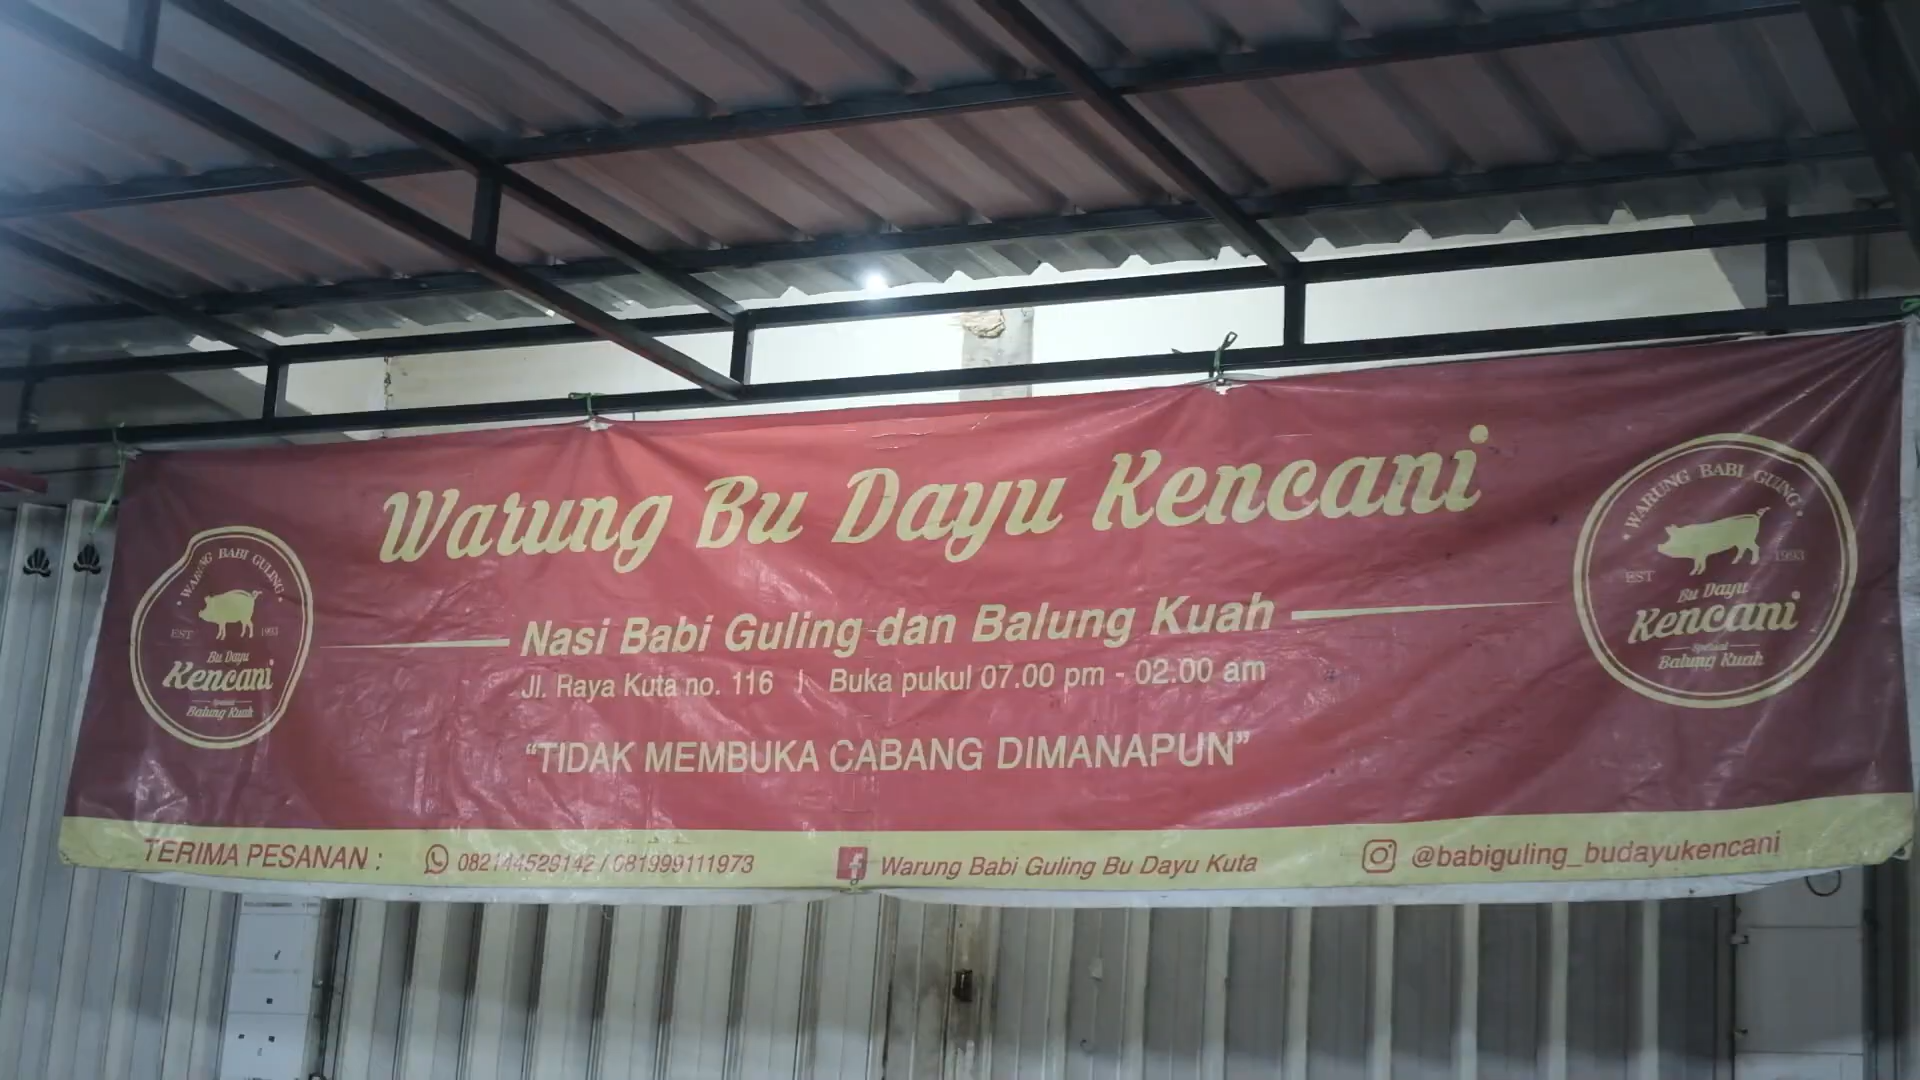 Warung Bu Dayu Kencani
Nasi Babi Guling dan Balung Kuah
Jl. Raya Kuta no. 116 | Buka pukul 07.00 pm - 02.00 am
“TIDAK MEMBUKA CABANG DIMANAPUN”
TERIMA PESANAN : 082144529142 / 081999111973 Warung Babi Guling Bu Dayu Kuta @babiguling_budayukencani
• WARUNG BABI GULING •
EST 1993
Bu Dayu
Kencani
Spesial
Balung Kuah
• WARUNG BABI GULING •
EST 1993
Bu Dayu
Kencani
Spesial
Balung Kuah